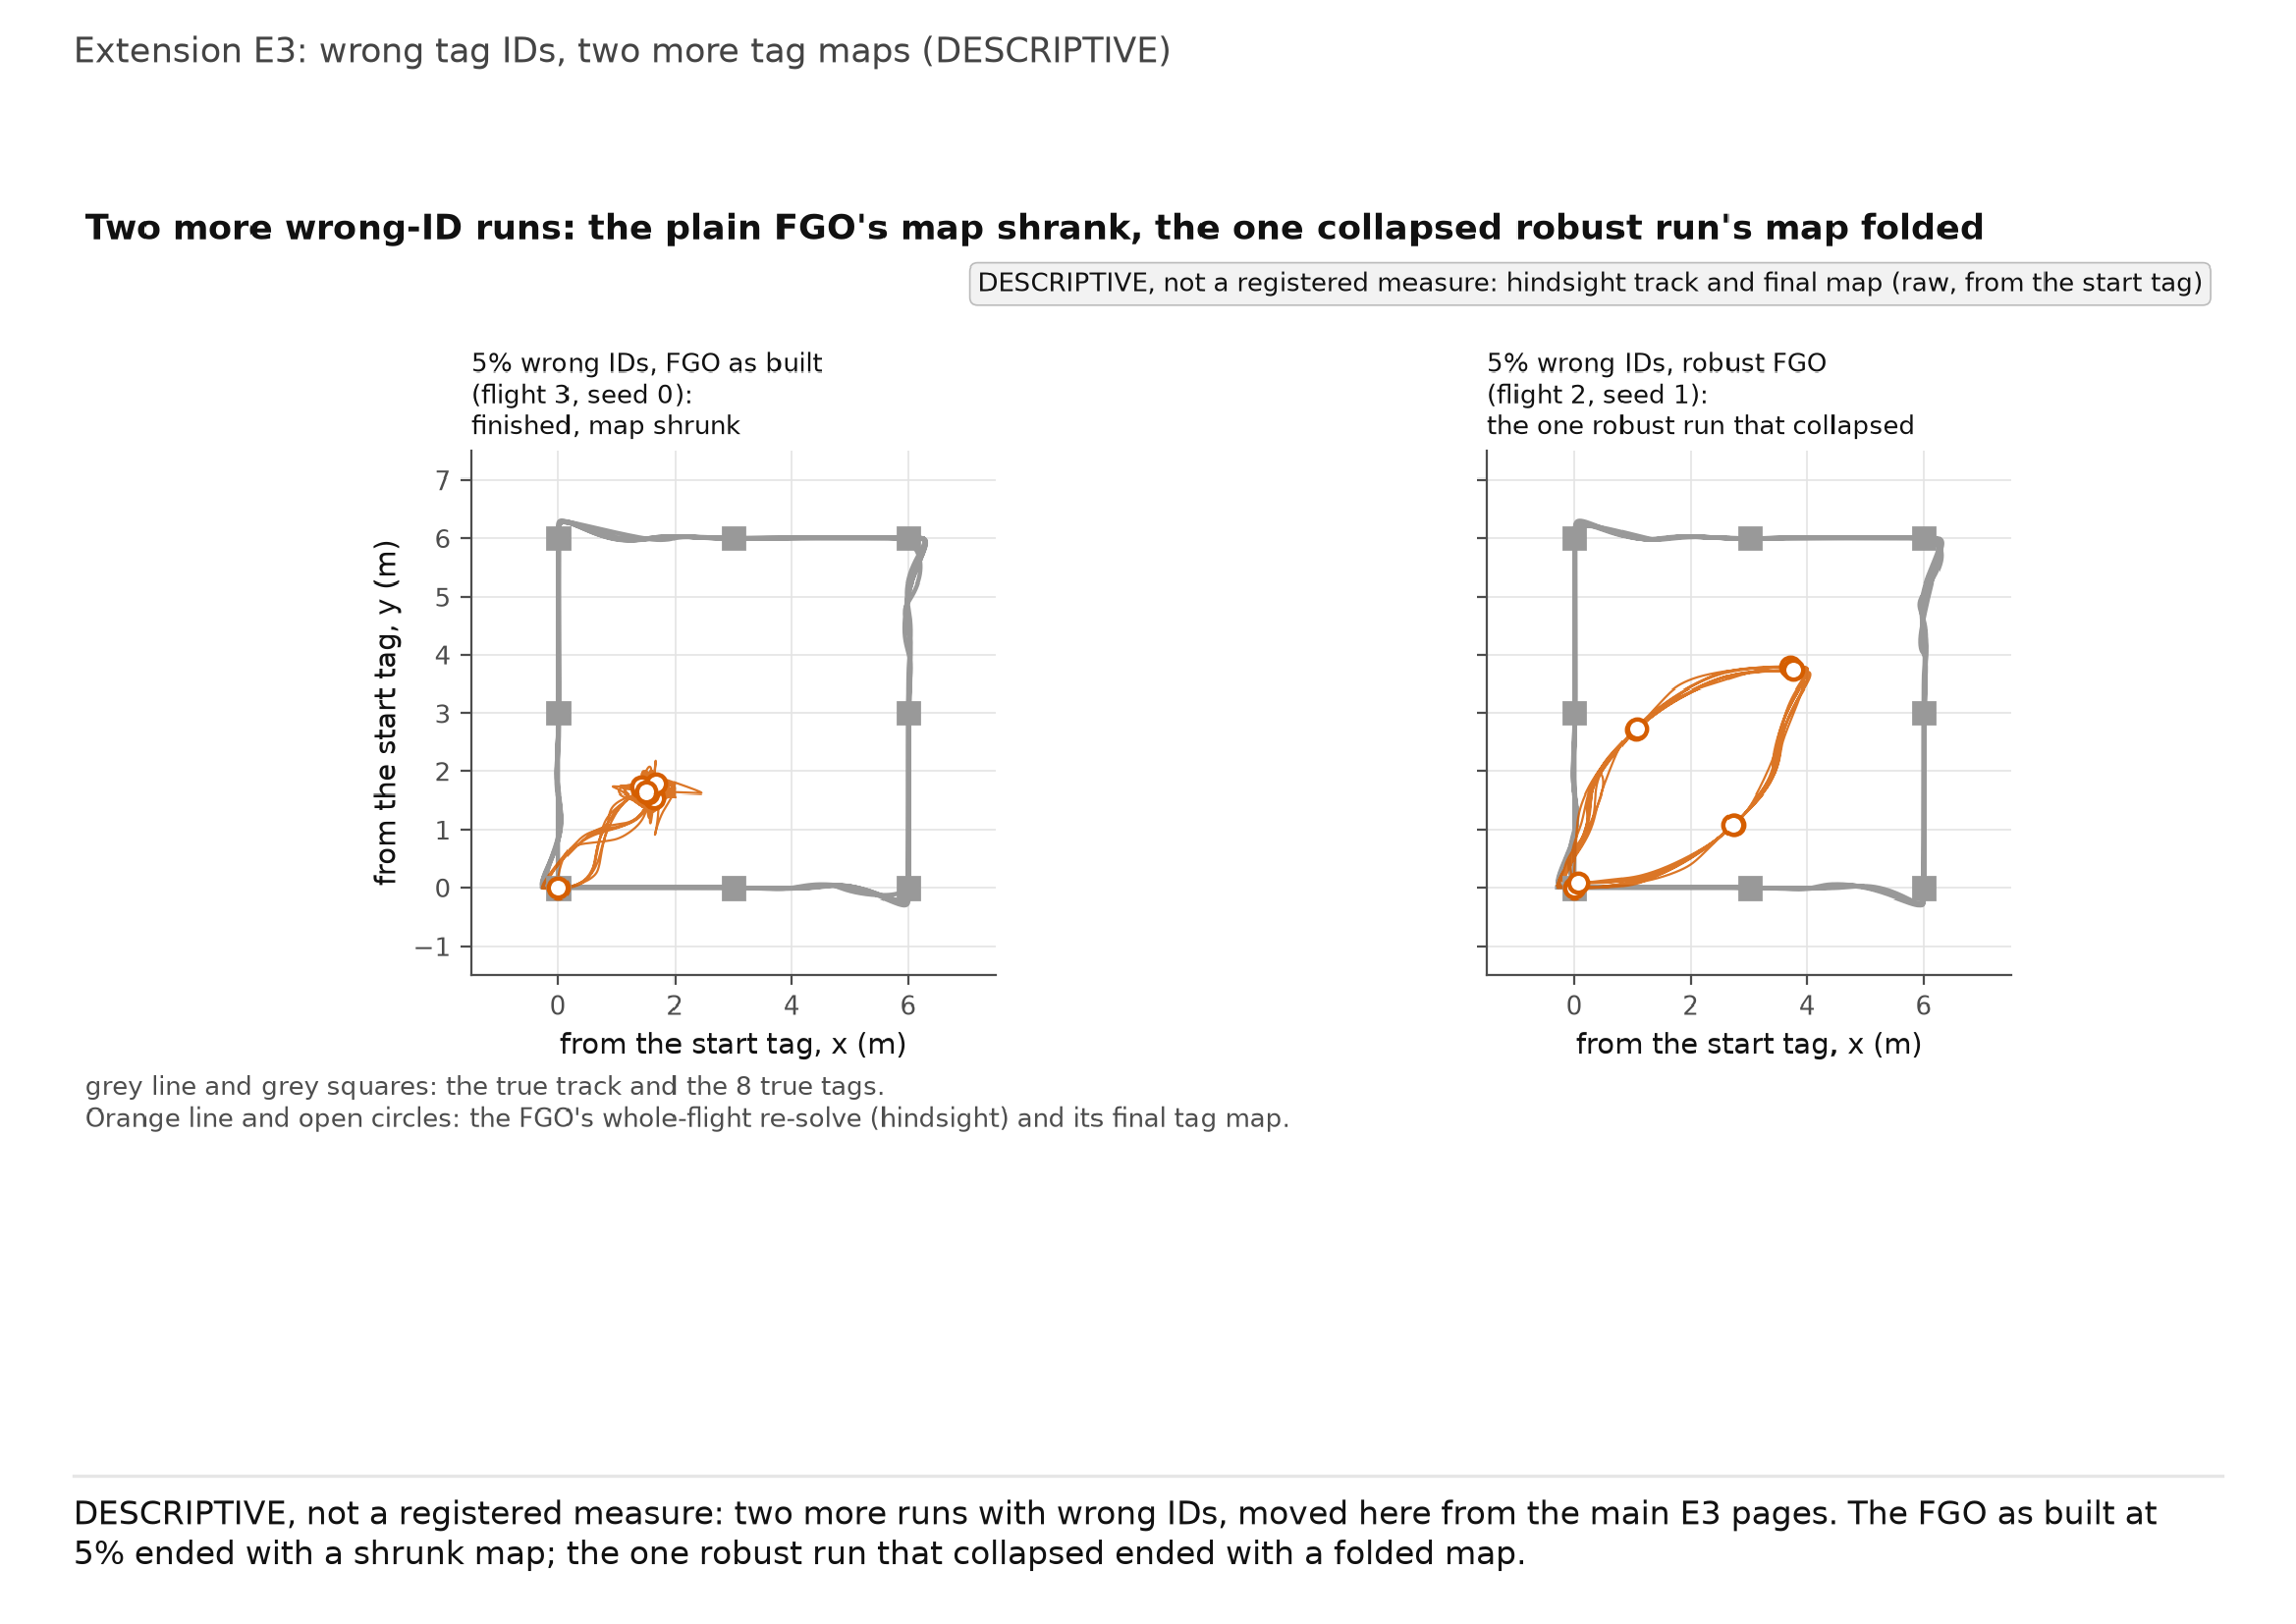 Extension E3: wrong tag IDs, two more tag maps (DESCRIPTIVE)
Two more wrong-ID runs: the plain FGO's map shrank, the one collapsed robust run's map folded
DESCRIPTIVE, not a registered measure: hindsight track and final map (raw, from the start tag)
5% wrong IDs, FGO as built
(flight 3, seed 0):
finished, map shrunk
7
6
5
4
3
2
1
0
−1
from the start tag, y (m)
0 2 4 6
from the start tag, x (m)
5% wrong IDs, robust FGO
(flight 2, seed 1):
the one robust run that collapsed
0 2 4 6
from the start tag, x (m)
grey line and grey squares: the true track and the 8 true tags.
Orange line and open circles: the FGO's whole-flight re-solve (hindsight) and its final tag map.
DESCRIPTIVE, not a registered measure: two more runs with wrong IDs, moved here from the main E3 pages. The FGO as built at
5% ended with a shrunk map; the one robust run that collapsed ended with a folded map.